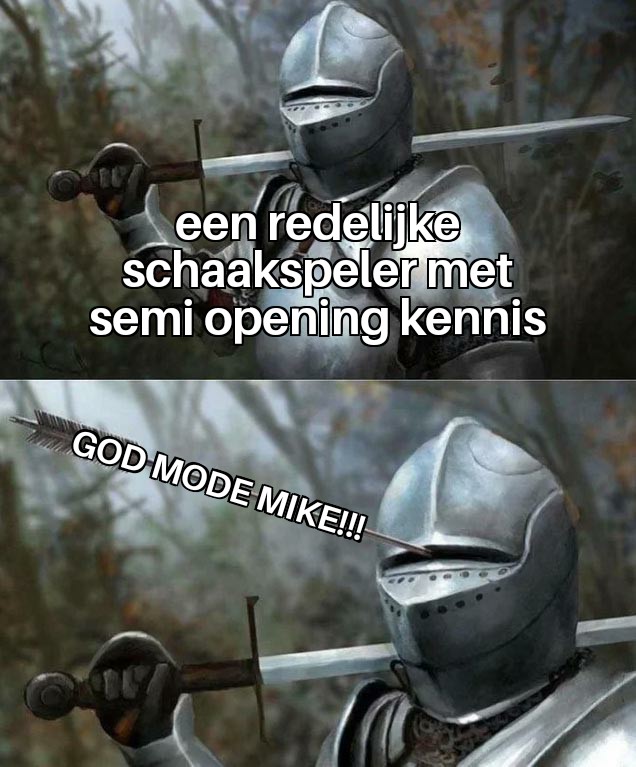 een redelijke
schaakspeler met
semi opening kennis
GOD MODE MIKE!!!